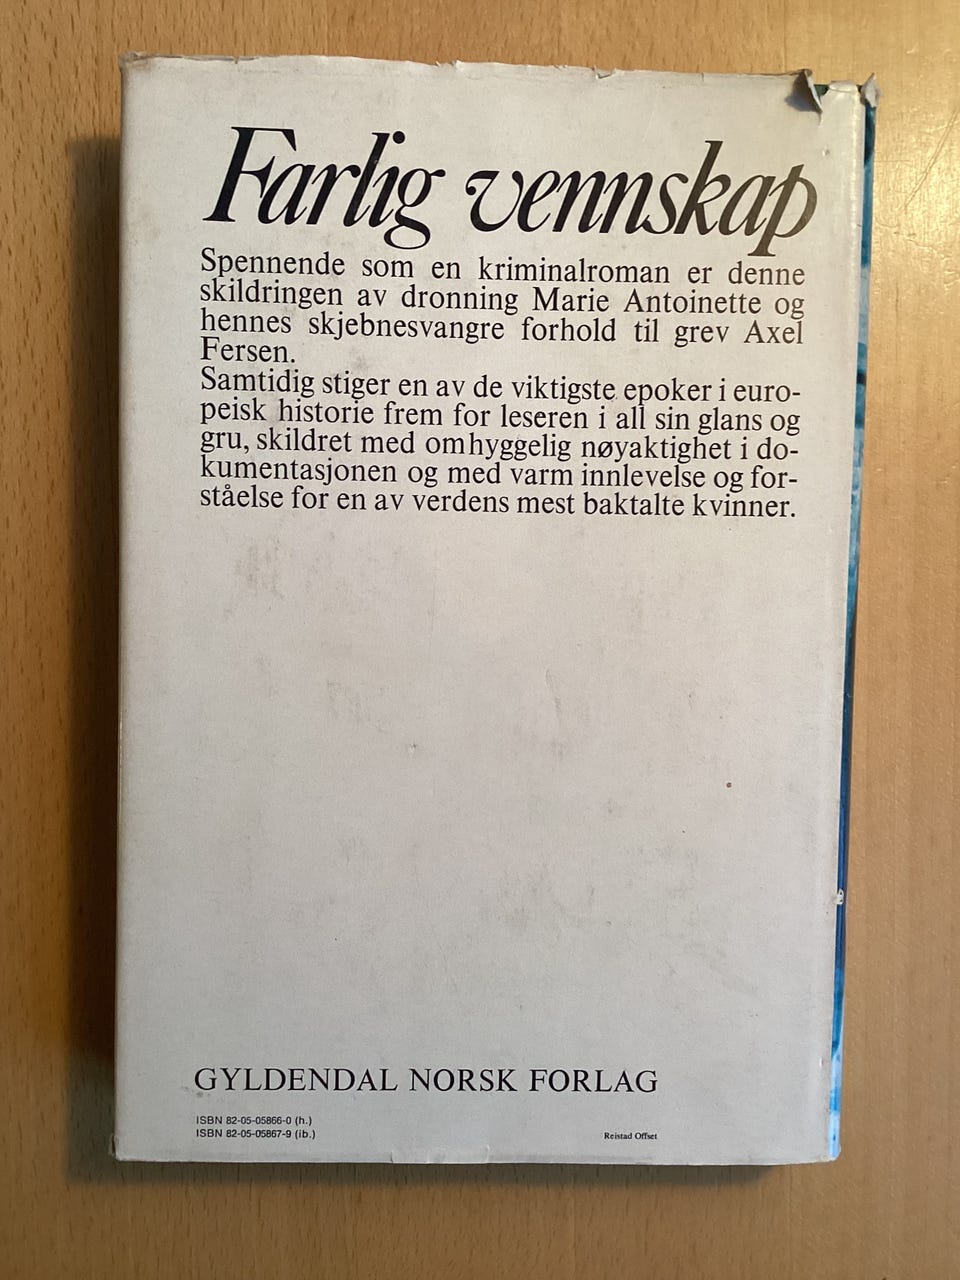 Farlig vennskap
Spennende som en kriminalroman er denne
skildringen av dronning Marie Antoinette og
hennes skjebnesvangre forhold til grev Axel
Fersen.
Samtidig stiger en av de viktigste epoker i euro-
peisk historie frem for leseren i all sin glans og
gru, skildret med omhyggelig nøyaktighet i do-
kumentasjonen og med varm innlevelse og for-
ståelse for en av verdens mest baktalte kvinner.
GYLDENDAL NORSK FORLAG
ISBN 82-05-05866-0 (h.)
ISBN 82-05-05867-9 (ib.)
Reistad Offset